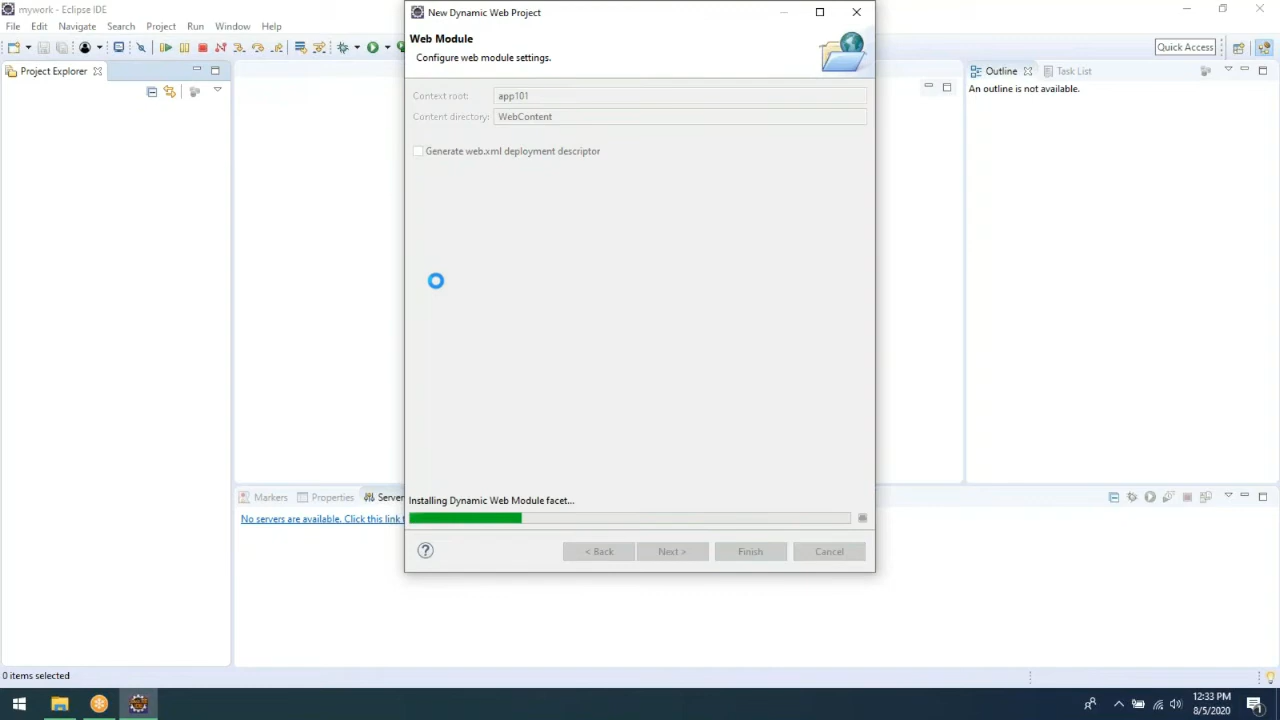 mywork - Eclipse IDE
File Edit Navigate Search Project Run Window Help
Quick Access
Project Explorer
New Dynamic Web Project
Web Module
Configure web module settings.
Context root: app101
Content directory: WebContent
Generate web.xml deployment descriptor
Outline Task List
An outline is not available.
Markers Properties Server
No servers are available. Click this link
Installing Dynamic Web Module facet...
< Back Next > Finish Cancel
0 items selected
12:33 PM
8/5/2020